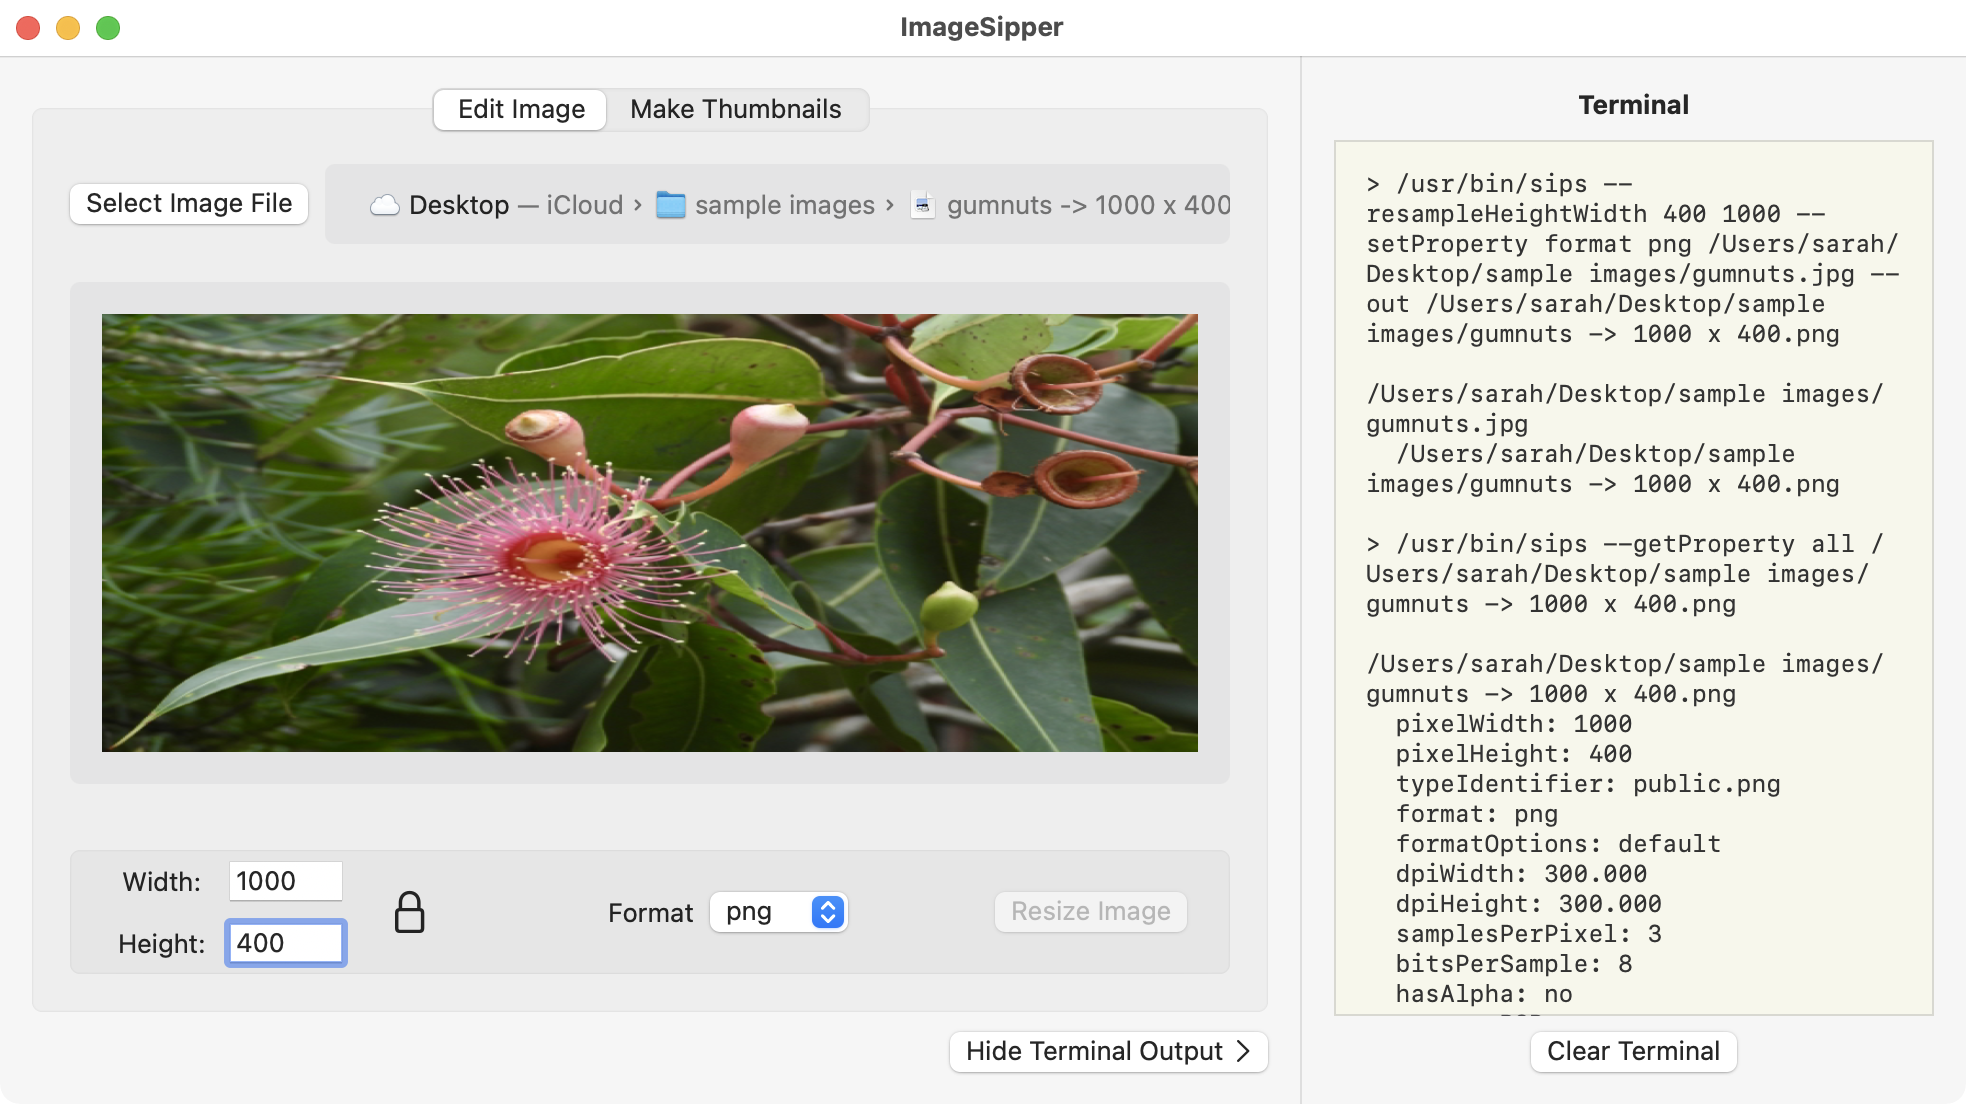 ImageSipper
Edit Image
Make Thumbnails
Select Image File
Desktop — iCloud › sample images › gumnuts -> 1000 x 400
Width: 1000
Height: 400
Format png
Resize Image
Hide Terminal Output
Terminal
> /usr/bin/sips --
resampleHeightWidth 400 1000 --
setProperty format png /Users/sarah/
Desktop/sample images/gumnuts.jpg --
out /Users/sarah/Desktop/sample
images/gumnuts -> 1000 x 400.png
/Users/sarah/Desktop/sample images/
gumnuts.jpg
/Users/sarah/Desktop/sample
images/gumnuts -> 1000 x 400.png
> /usr/bin/sips --getProperty all /
Users/sarah/Desktop/sample images/
gumnuts -> 1000 x 400.png
/Users/sarah/Desktop/sample images/
gumnuts -> 1000 x 400.png
pixelWidth: 1000
pixelHeight: 400
typeIdentifier: public.png
format: png
formatOptions: default
dpiWidth: 300.000
dpiHeight: 300.000
samplesPerPixel: 3
bitsPerSample: 8
hasAlpha: no
Clear Terminal